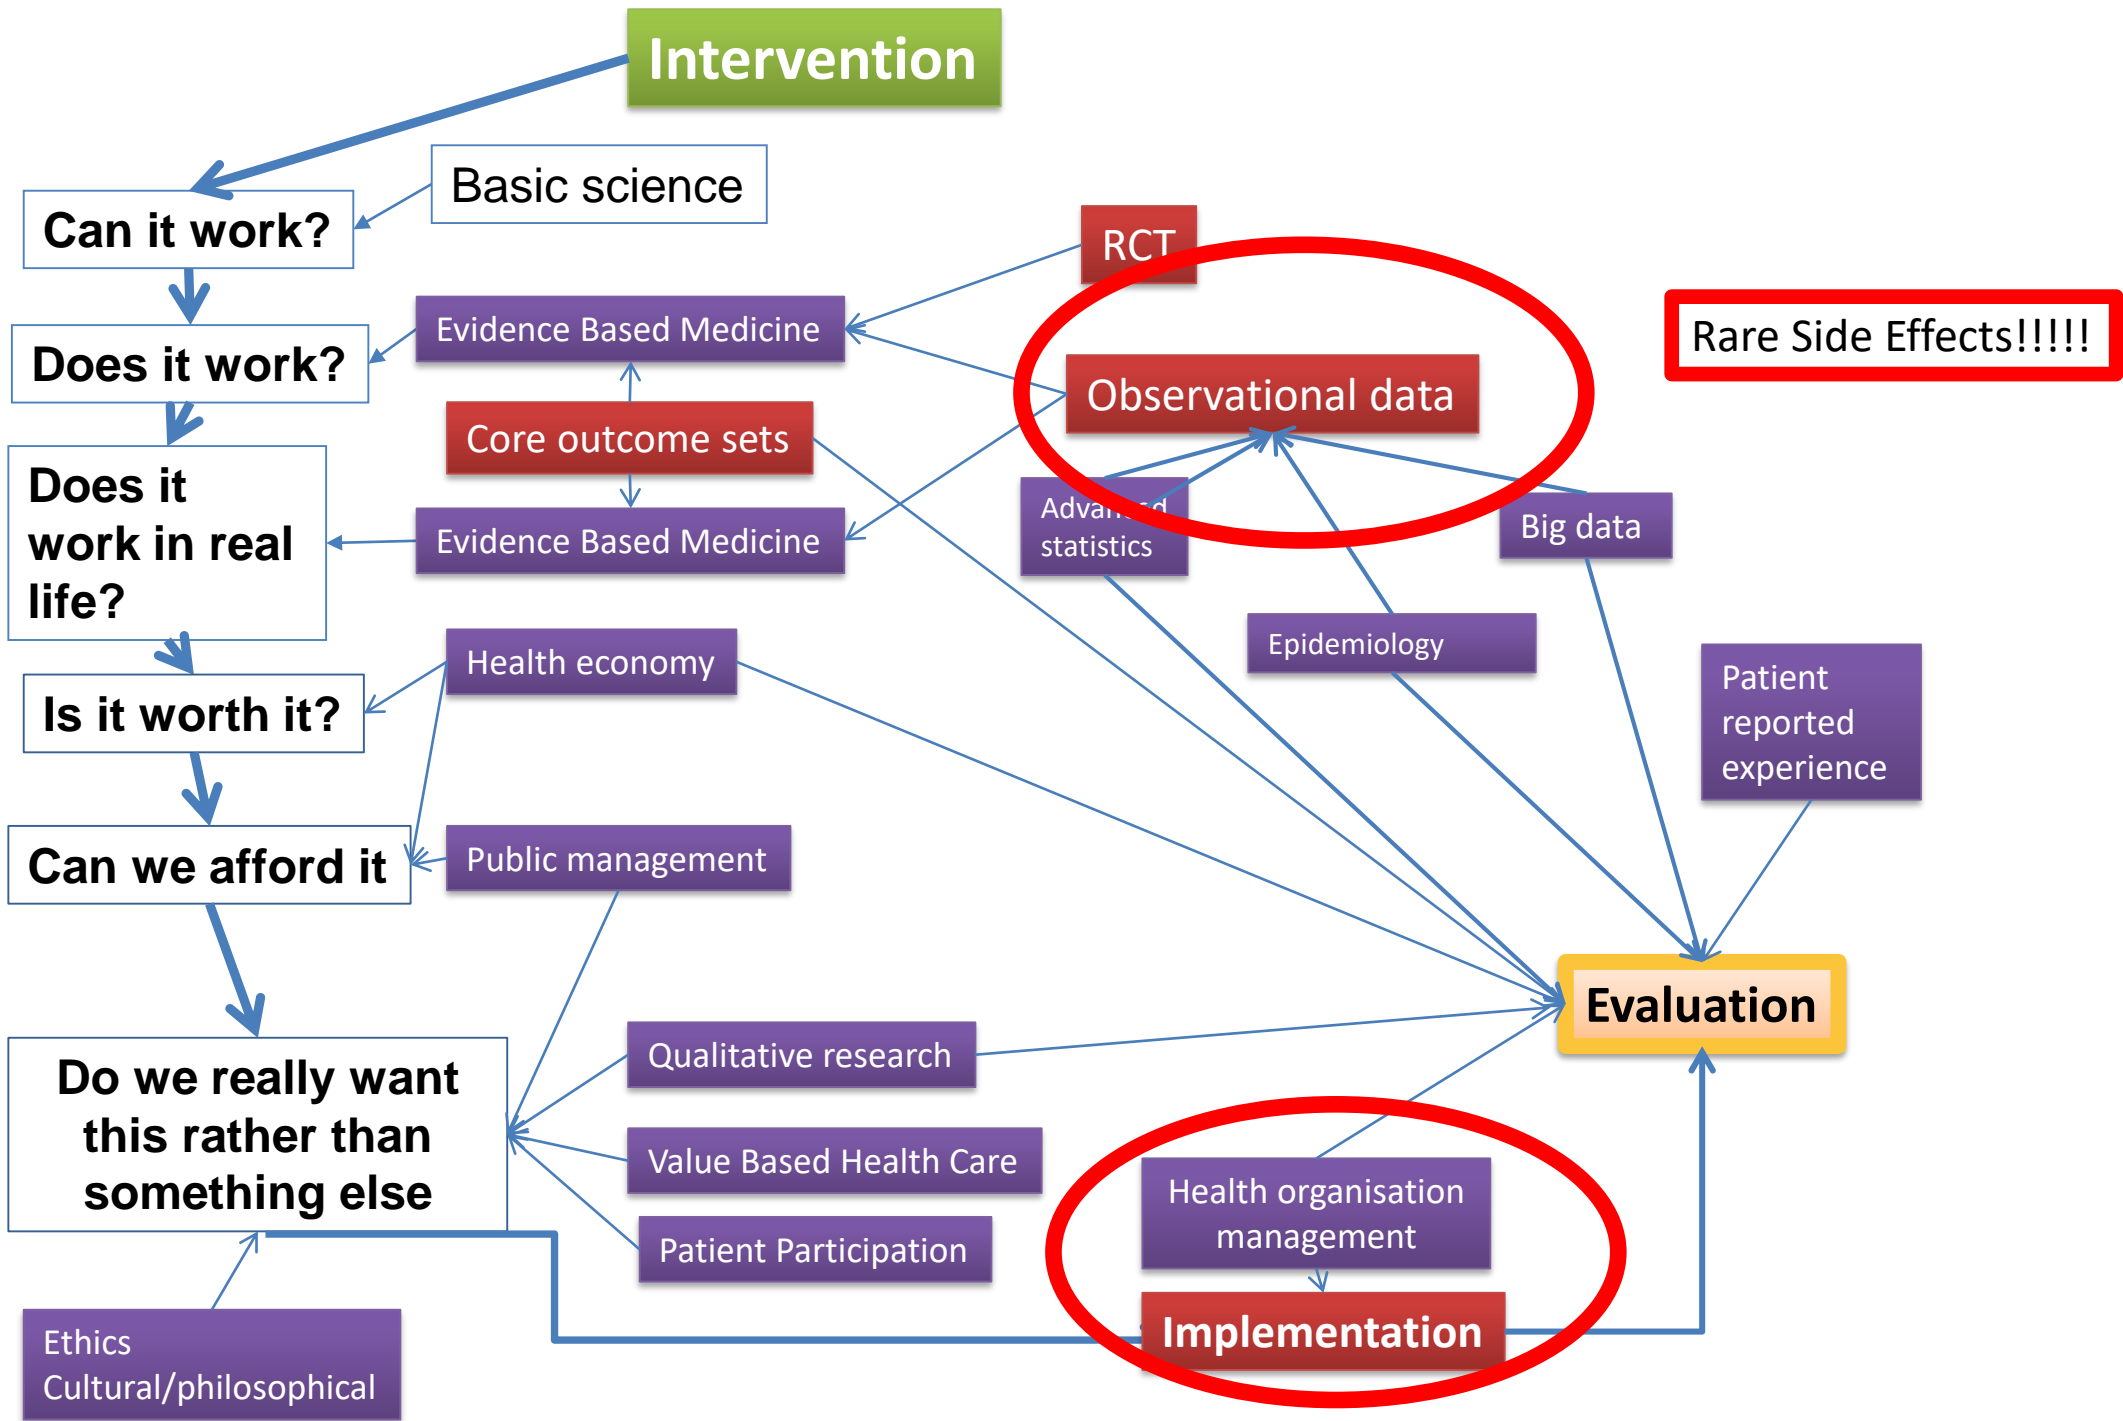 Intervention
Basic science
Can it work?
RCT
Evidence Based Medicine
Rare Side Effects!!!!!
Does it work?
Observational data
Core outcome sets
Does it
work in real
life?
Advanced
statistics
Big data
Evidence Based Medicine
Epidemiology
Health economy
Patient
reported
experience
Is it worth it?
Can we afford it
Public management
Evaluation
Qualitative research
Do we really want
this rather than
something else
Value Based Health Care
Health organisation
management
Patient Participation
Implementation
Ethics
Cultural/philosophical